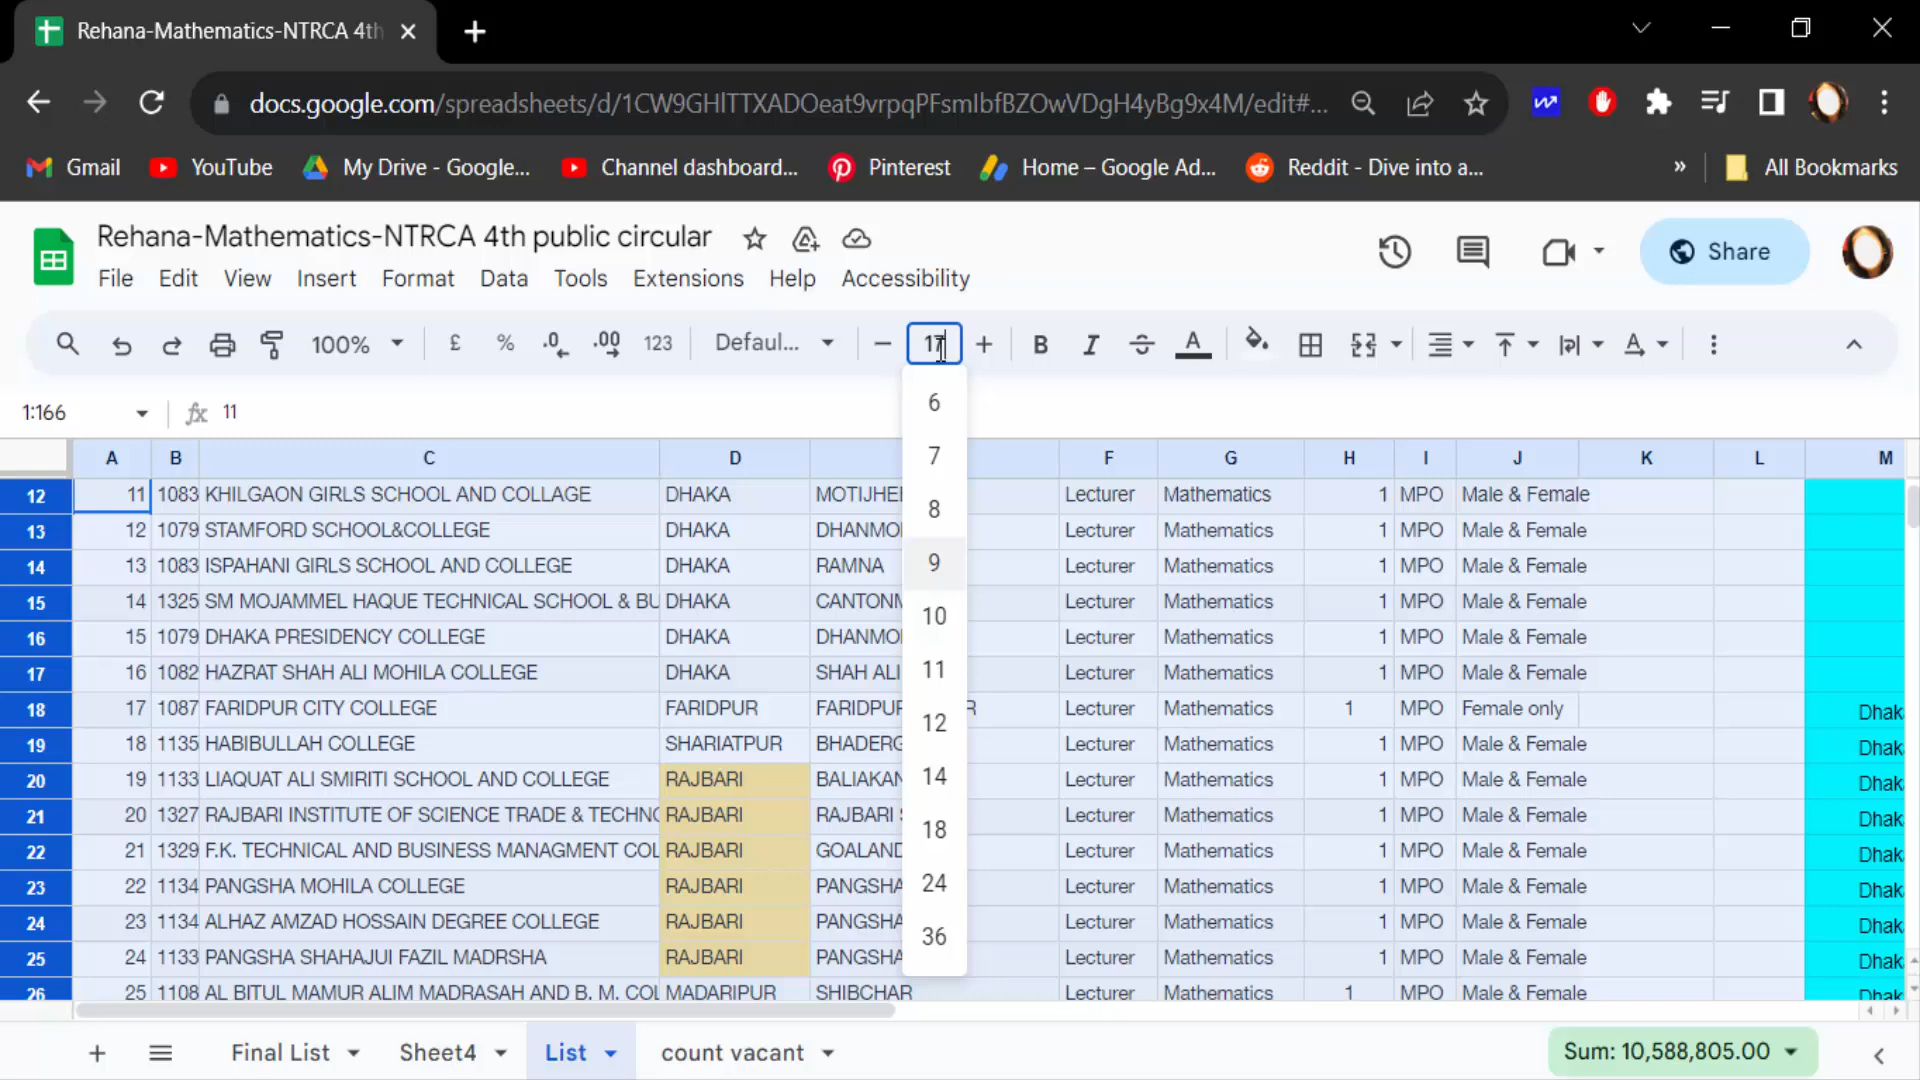 Rehana-Mathematics-NTRCA 4th
docs.google.com/spreadsheets/d/1CW9GHlTTXADOeat9vrpqPFsmIbfBZOwVDgH4yBg9x4M/edit#...
Gmail YouTube My Drive - Google... Channel dashboard... Pinterest Home – Google Ad... Reddit - Dive into a... » All Bookmarks
Rehana-Mathematics-NTRCA 4th public circular
Share
File Edit View Insert Format Data Tools Extensions Help Accessibility
100% £ % .0 .00 123 Defaul... − 17 + B I S A
1:166 fx 11
6
7
8
9
10
11
12
14
18
24
36
A B C D F G H I J K L M
12 11 1083 KHILGAON GIRLS SCHOOL AND COLLAGE DHAKA MOTIJHEE Lecturer Mathematics 1 MPO Male & Female
13 12 1079 STAMFORD SCHOOL&COLLEGE DHAKA DHANMO Lecturer Mathematics 1 MPO Male & Female
14 13 1083 ISPAHANI GIRLS SCHOOL AND COLLEGE DHAKA RAMNA Lecturer Mathematics 1 MPO Male & Female
15 14 1325 SM MOJAMMEL HAQUE TECHNICAL SCHOOL & BU DHAKA CANTONM Lecturer Mathematics 1 MPO Male & Female
16 15 1079 DHAKA PRESIDENCY COLLEGE DHAKA DHANMO Lecturer Mathematics 1 MPO Male & Female
17 16 1082 HAZRAT SHAH ALI MOHILA COLLEGE DHAKA SHAH ALI Lecturer Mathematics 1 MPO Male & Female
18 17 1087 FARIDPUR CITY COLLEGE FARIDPUR FARIDPUR R Lecturer Mathematics 1 MPO Female only Dhak
19 18 1135 HABIBULLAH COLLEGE SHARIATPUR BHADERG Lecturer Mathematics 1 MPO Male & Female Dhak
20 19 1133 LIAQUAT ALI SMIRITI SCHOOL AND COLLEGE RAJBARI BALIAKAN Lecturer Mathematics 1 MPO Male & Female Dhak
21 20 1327 RAJBARI INSTITUTE OF SCIENCE TRADE & TECHNO RAJBARI RAJBARI S Lecturer Mathematics 1 MPO Male & Female Dhak
22 21 1329 F.K. TECHNICAL AND BUSINESS MANAGMENT COL RAJBARI GOALAND Lecturer Mathematics 1 MPO Male & Female Dhak
23 22 1134 PANGSHA MOHILA COLLEGE RAJBARI PANGSHA Lecturer Mathematics 1 MPO Male & Female Dhak
24 23 1134 ALHAZ AMZAD HOSSAIN DEGREE COLLEGE RAJBARI PANGSHA Lecturer Mathematics 1 MPO Male & Female Dhak
25 24 1133 PANGSHA SHAHAJUI FAZIL MADRSHA RAJBARI PANGSHA Lecturer Mathematics 1 MPO Male & Female Dhak
26 25 1108 AL BITUL MAMUR ALIM MADRASAH AND B. M. COL MADARIPUR SHIBCHAR Lecturer Mathematics 1 MPO Male & Female Dhak
Final List Sheet4 List count vacant Sum: 10,588,805.00